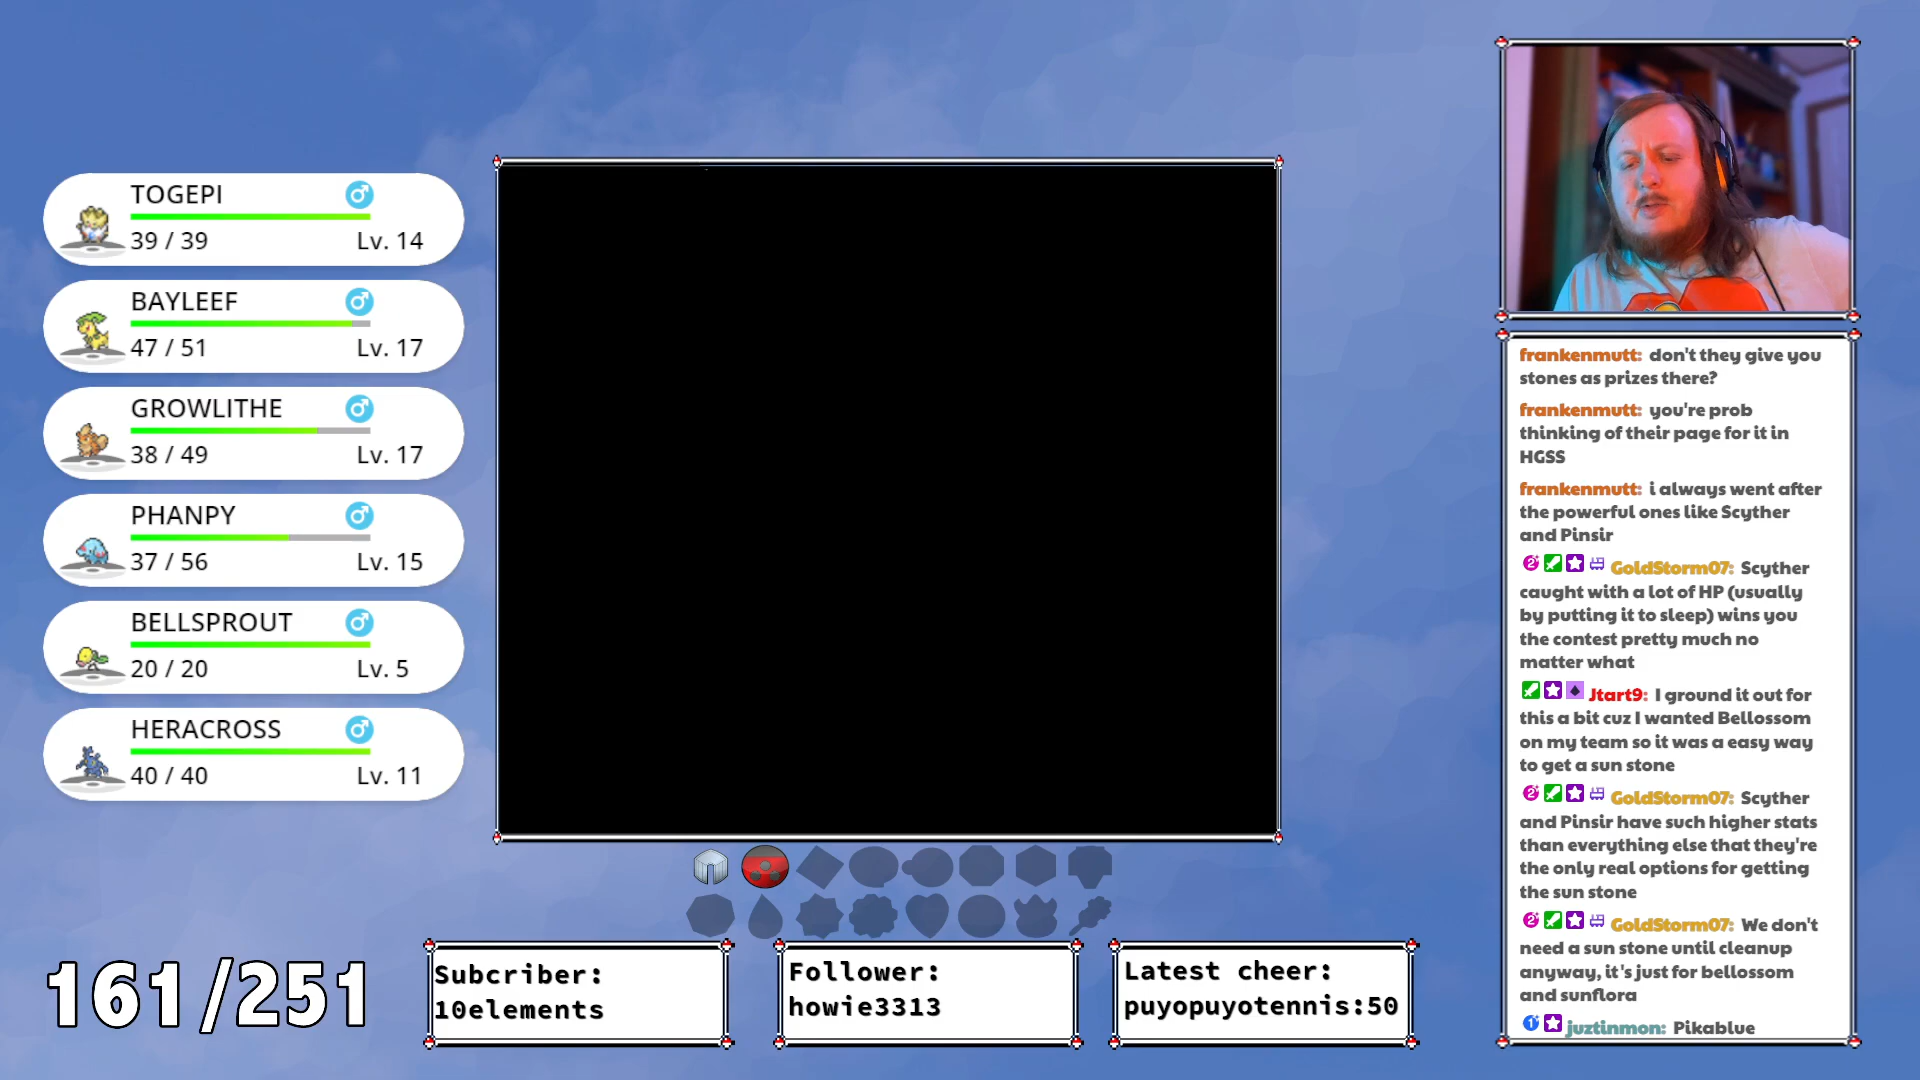 TOGEPI
39 / 39 Lv. 14
BAYLEEF
47 / 51 Lv. 17
GROWLITHE
38 / 49 Lv. 17
PHANPY
37 / 56 Lv. 15
BELLSPROUT
20 / 20 Lv. 5
HERACROSS
40 / 40 Lv. 11
161/251
Subcriber:
10elements
Follower:
howie3313
Latest cheer:
puyopuyotennis:50
frankenmutt: don't they give you
stones as prizes there?
frankenmutt: you're prob
thinking of their page for it in
HGSS
frankenmutt: i always went after
the powerful ones like Scyther
and Pinsir
2 GoldStorm07: Scyther
caught with a lot of HP (usually
by putting it to sleep) wins you
the contest pretty much no
matter what
Jtart9: I ground it out for
this a bit cuz I wanted Bellossom
on my team so it was a easy way
to get a sun stone
2 GoldStorm07: Scyther
and Pinsir have such higher stats
than everything else that they're
the only real options for getting
the sun stone
2 GoldStorm07: We don't
need a sun stone until cleanup
anyway, it's just for bellossom
and sunflora
1 juztinmon: Pikablue